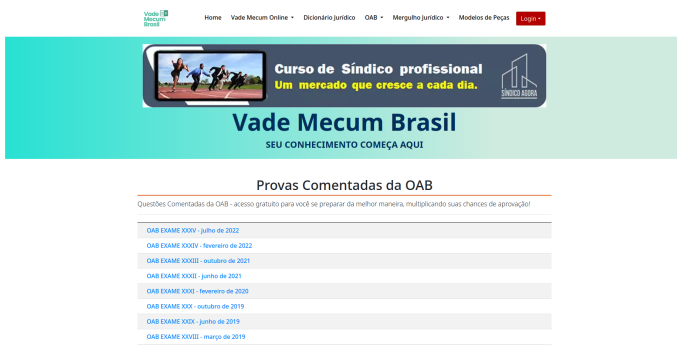 Vade
Mecum
Brasil
Home Vade Mecum Online Dicionário Jurídico OAB Mergulho Jurídico Modelos de Peças Login
Curso de Síndico profissional
Um mercado que cresce a cada dia.
SÍNDICO AGORA
Vade Mecum Brasil
SEU CONHECIMENTO COMEÇA AQUI
Provas Comentadas da OAB
Questões Comentadas da OAB - acesso gratuito para você se preparar da melhor maneira, multiplicando suas chances de aprovação!
OAB EXAME XXXV - julho de 2022
OAB EXAME XXXIV - fevereiro de 2022
OAB EXAME XXXIII - outubro de 2021
OAB EXAME XXXII - junho de 2021
OAB EXAME XXXI - fevereiro de 2020
OAB EXAME XXX - outubro de 2019
OAB EXAME XXIX - junho de 2019
OAB EXAME XXVIII - março de 2019